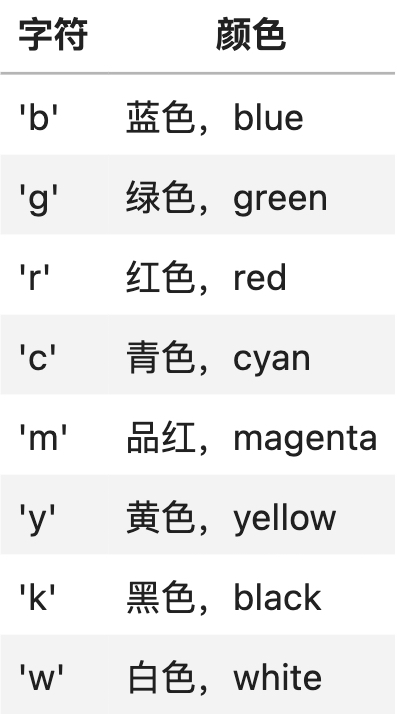 字符 颜色
'b' 蓝色，blue
'g' 绿色，green
'r' 红色，red
'c' 青色，cyan
'm' 品红，magenta
'y' 黄色，yellow
'k' 黑色，black
'w' 白色，white